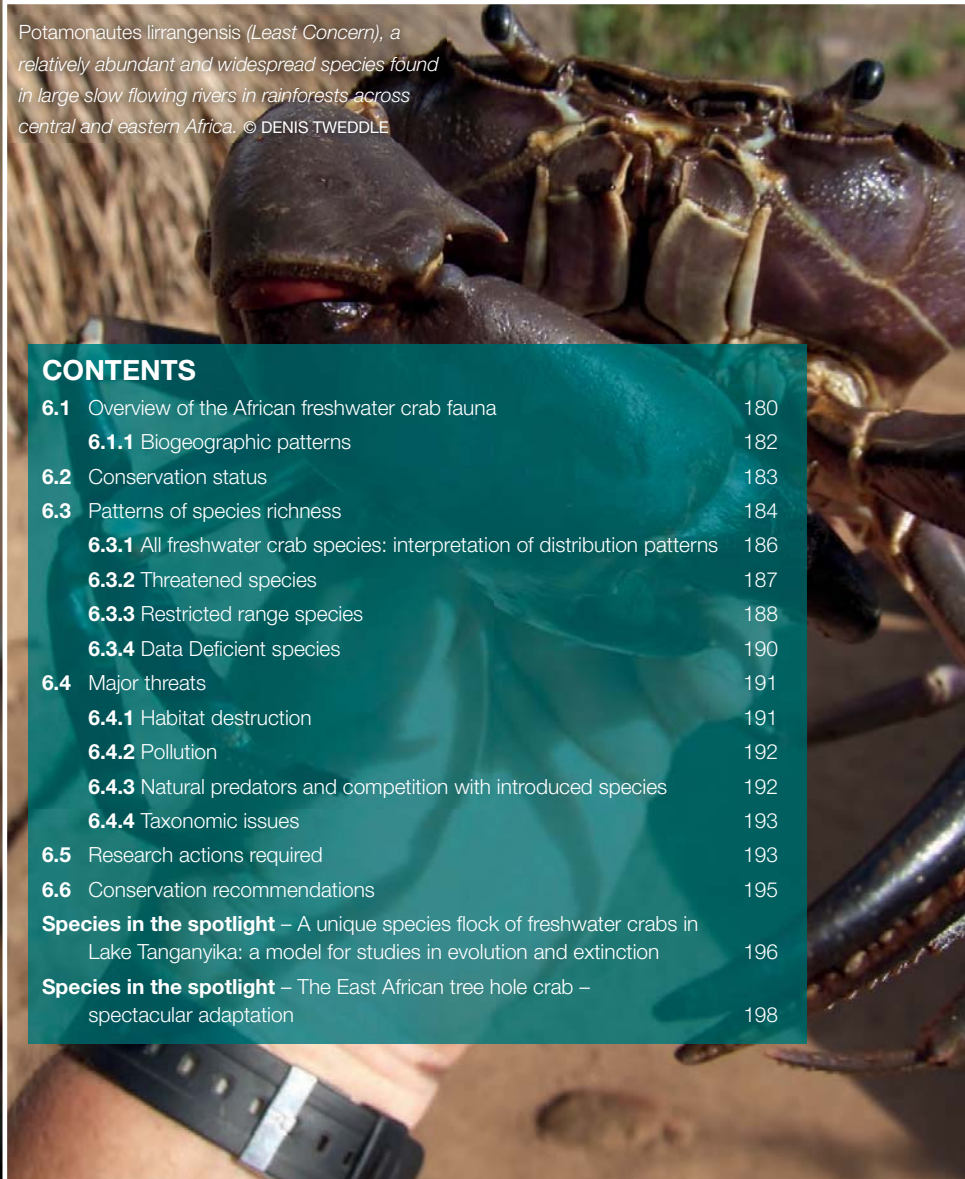 Potamonautes lirrangensis (Least Concern), a
relatively abundant and widespread species found
in large slow flowing rivers in rainforests across
central and eastern Africa. © DENIS TWEDDLE
CONTENTS
6.1 Overview of the African freshwater crab fauna 180
6.1.1 Biogeographic patterns 182
6.2 Conservation status 183
6.3 Patterns of species richness 184
6.3.1 All freshwater crab species: interpretation of distribution patterns 186
6.3.2 Threatened species 187
6.3.3 Restricted range species 188
6.3.4 Data Deficient species 190
6.4 Major threats 191
6.4.1 Habitat destruction 191
6.4.2 Pollution 192
6.4.3 Natural predators and competition with introduced species 192
6.4.4 Taxonomic issues 193
6.5 Research actions required 193
6.6 Conservation recommendations 195
Species in the spotlight – A unique species flock of freshwater crabs in
Lake Tanganyika: a model for studies in evolution and extinction 196
Species in the spotlight – The East African tree hole crab –
spectacular adaptation 198